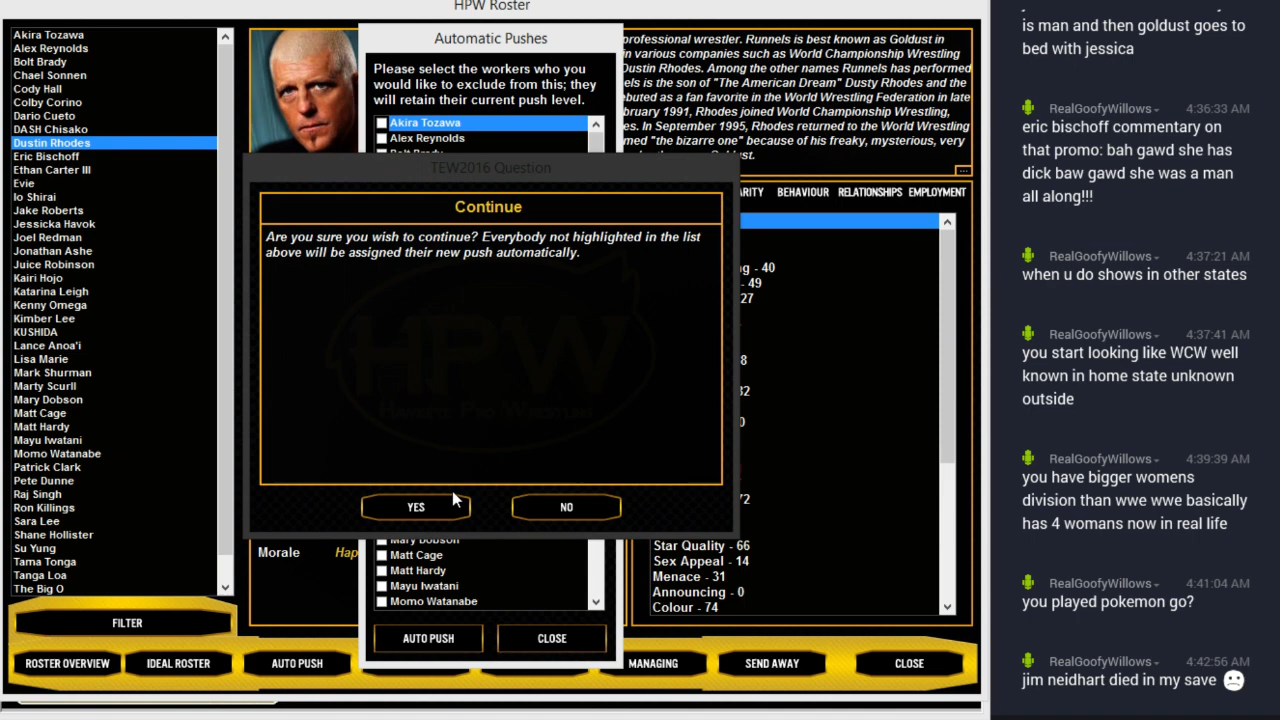 HPW Roster
Akira Tozawa
Alex Reynolds
Bolt Brady
Chael Sonnen
Cody Hall
Colby Corino
Dario Cueto
DASH Chisako
Dustin Rhodes
Eric Bischoff
Ethan Carter III
Evie
Io Shirai
Jake Roberts
Jessicka Havok
Joel Redman
Jonathan Ashe
Juice Robinson
Kairi Hojo
Katarina Leigh
Kenny Omega
Kimber Lee
KUSHIDA
Lance Anoa'i
Lisa Marie
Mark Shurman
Marty Scurll
Mary Dobson
Matt Cage
Matt Hardy
Mayu Iwatani
Momo Watanabe
Patrick Clark
Pete Dunne
Raj Singh
Ron Killings
Sara Lee
Shane Hollister
Su Yung
Tama Tonga
Tanga Loa
The Big O
FILTER
ROSTER OVERVIEW
IDEAL ROSTER
AUTO PUSH
MANAGING
SEND AWAY
CLOSE
Automatic Pushes
Please select the workers who you
would like to exclude from this; they
will retain their current push level.
Akira Tozawa
Alex Reynolds
professional wrestler. Runnels is best known as Goldust in
n various companies such as World Championship Wrestling
Dustin Rhodes. Among the other names Runnels has performed
els is the son of "The American Dream" Dusty Rhodes and the
ebuted as a fan favorite in the World Wrestling Federation in late
ebruary 1991, Rhodes joined World Championship Wrestling,
es. In September 1995, Rhodes returned to the World Wrestling
med "the bizarre one" because of his freaky, mysterious, very
...
ARITY
BEHAVIOUR
RELATIONSHIPS
EMPLOYMENT
TEW2016 Question
Continue
Are you sure you wish to continue? Everybody not highlighted in the list
above will be assigned their new push automatically.
HPW
YES
NO
ng - 40
- 49
27
8
32
0
72
Star Quality - 66
Sex Appeal - 14
Menace - 31
Announcing - 0
Colour - 74
Morale
Hap
Mary Dobson
Matt Cage
Matt Hardy
Mayu Iwatani
Momo Watanabe
AUTO PUSH
CLOSE
is man and then goldust goes to
bed with jessica
RealGoofyWillows 4:36:33 AM
eric bischoff commentary on
that promo: bah gawd she has
dick baw gawd she was a man
all along!!!
RealGoofyWillows 4:37:21 AM
when u do shows in other states
RealGoofyWillows 4:37:41 AM
you start looking like WCW well
known in home state unknown
outside
RealGoofyWillows 4:39:39 AM
you have bigger womens
division than wwe wwe basically
has 4 womans now in real life
RealGoofyWillows 4:41:04 AM
you played pokemon go?
RealGoofyWillows 4:42:56 AM
jim neidhart died in my save